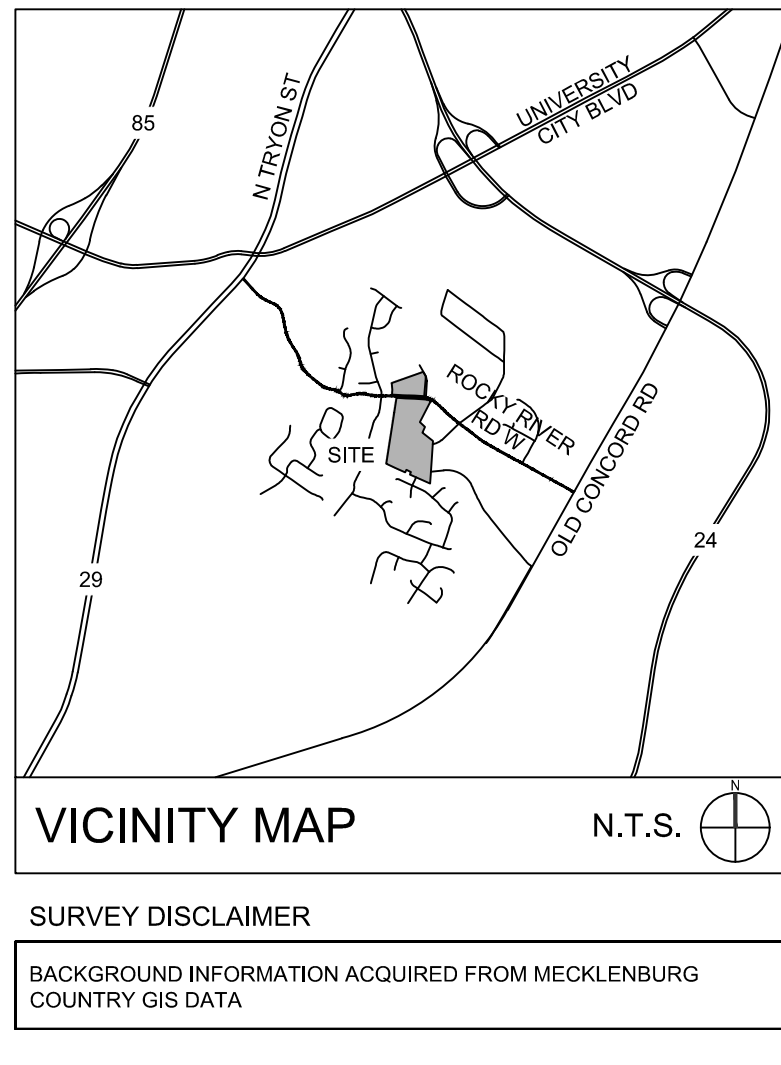 85
N TRYON ST
UNIVERSITY
CITY BLVD
ROCKY RIVER
RD W
SITE
OLD CONCORD RD
24
29
VICINITY MAP
N.T.S.
N
SURVEY DISCLAIMER
BACKGROUND INFORMATION ACQUIRED FROM MECKLENBURG
COUNTRY GIS DATA